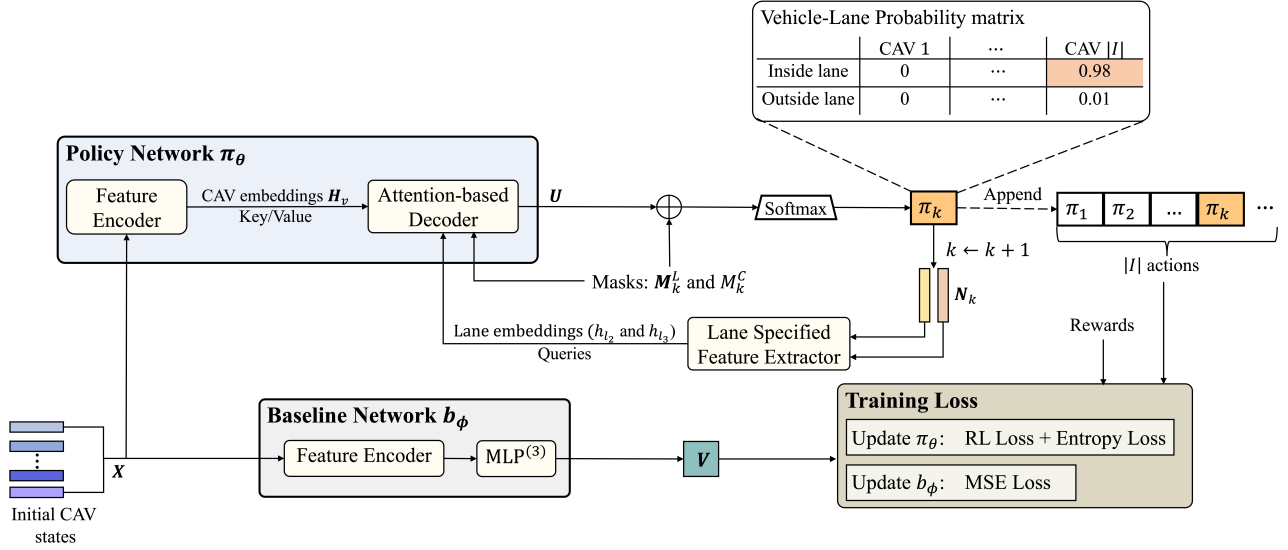 Vehicle-Lane Probability matrix
CAV 1 ⋯ CAV |I|
Inside lane 0 ⋯ 0.98
Outside lane 0 ⋯ 0.01
Policy Network π_θ
Feature Encoder
CAV embeddings H_v
Key/Value
Attention-based Decoder
U
Softmax
π_k
Append
π_1 π_2 ... π_k ⋯
k ← k + 1
|I| actions
Masks: M_k^L and M_k^C
N_k
Lane embeddings (h_{l_2} and h_{l_3})
Queries
Lane Specified Feature Extractor
Rewards
Baseline Network b_ϕ
Feature Encoder
MLP^{(3)}
V
Training Loss
Update π_θ: RL Loss + Entropy Loss
Update b_ϕ: MSE Loss
X
Initial CAV states